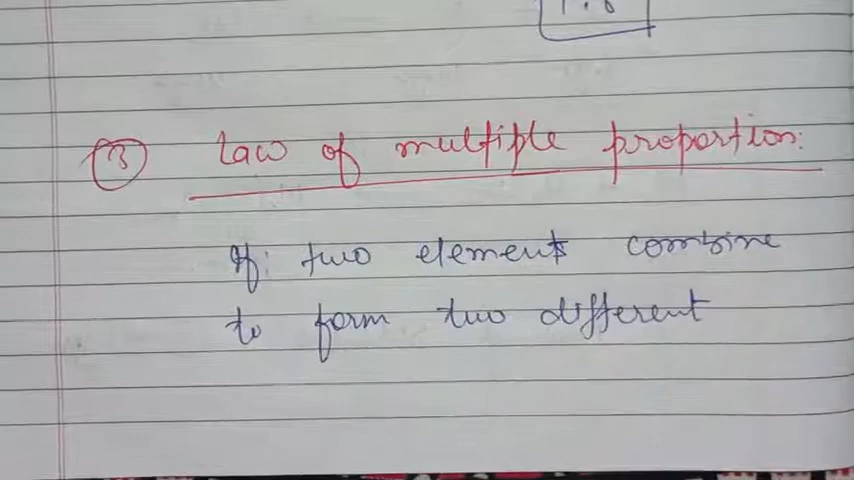 ③ Law of multiple proportion:
If: two elements combine
to form two different